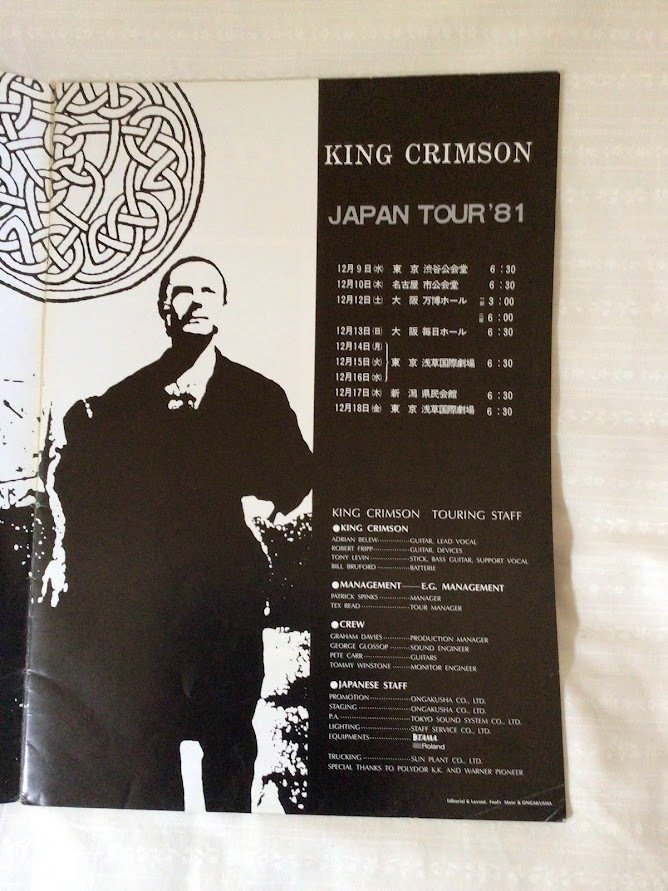 KING CRIMSON
JAPAN TOUR '81
12月9日㈬ 東 京 渋谷公会堂 6：30
12月10日㈭ 名古屋 市公会堂 6：30
12月12日㈯ 大 阪 万博ホール 3：00
6：00
12月13日㈰ 大 阪 毎日ホール 6：30
12月14日㈪
12月15日㈫ 東 京 浅草国際劇場 6：30
12月16日㈬
12月17日㈭ 新 潟 県民会館 6：30
12月18日㈮ 東 京 浅草国際劇場 6：30
KING CRIMSON TOURING STAFF
●KING CRIMSON
ADRIAN BELEW GUITAR, LEAD VOCAL
ROBERT FRIPP GUITAR, DEVICES
TONY LEVIN STICK, BASS GUITAR, SUPPORT VOCAL
BILL BRUFORD BATTERIE
●MANAGEMENT—E.G. MANAGEMENT
PATRICK SPINKS MANAGER
TEX READ TOUR MANAGER
●CREW
GRAHAM DAVIES PRODUCTION MANAGER
GEORGE GLOSSOP SOUND ENGINEER
PETE CARR GUITARS
TOMMY WINSTONE MONITOR ENGINEER
●JAPANESE STAFF
PROMOTION ONGAKUSHA CO., LTD.
STAGING ONGAKUSHA CO., LTD.
P.A. TOKYO SOUND SYSTEM CO., LTD.
LIGHTING STAFF SERVICE CO., LTD.
EQUIPMENTS TAMA
Roland
TRUCKING SUN PLANT CO., LTD.
SPECIAL THANKS TO POLYDOR K.K. AND WARNER PIONEER
Editorial & Layout. Fool's Mate & ONGAKUSHA